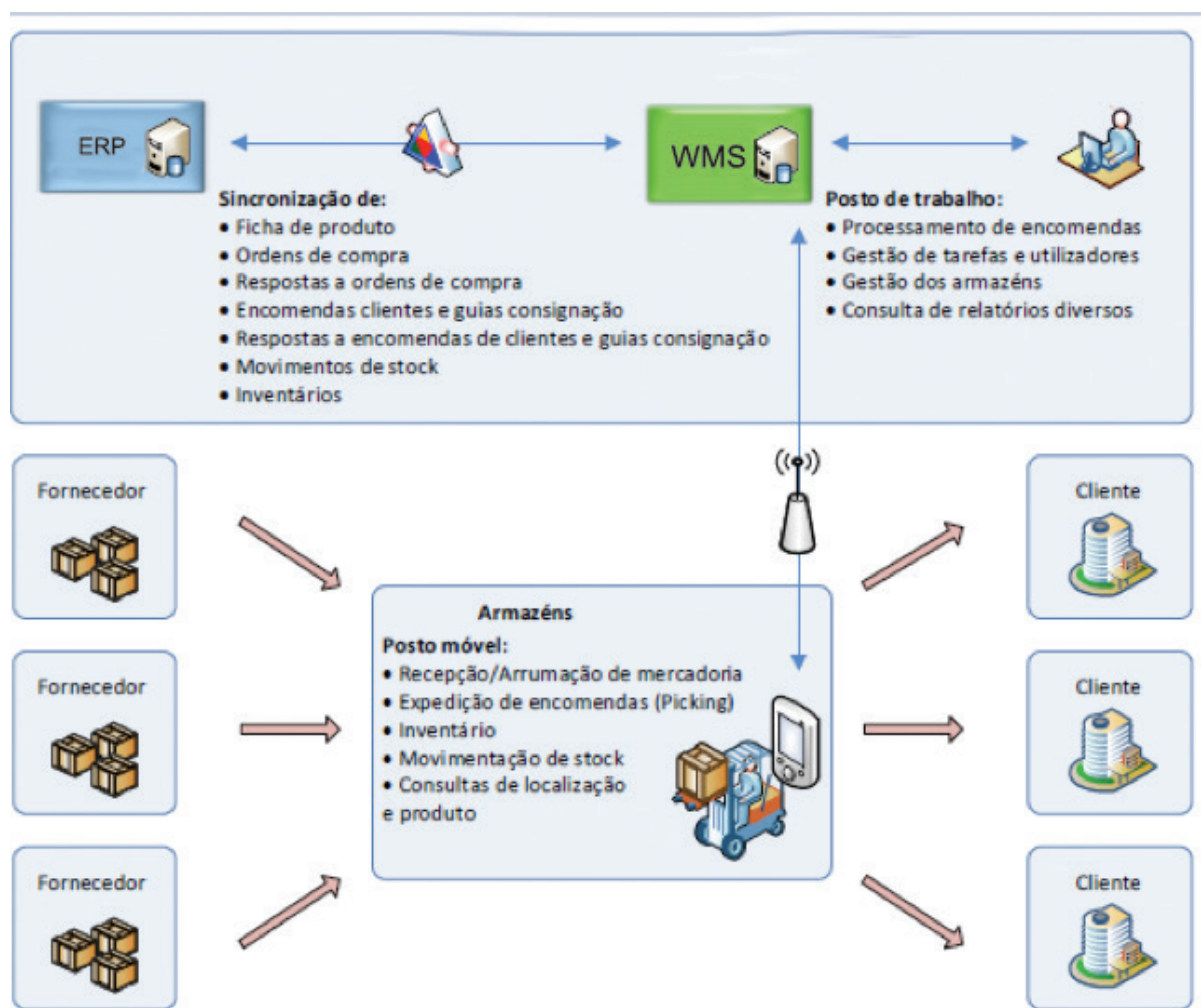 ERP
WMS
Sincronização de:
• Ficha de produto
• Ordens de compra
• Respostas a ordens de compra
• Encomendas clientes e guias consignação
• Respostas a encomendas de clientes e guias consignação
• Movimentos de stock
• Inventários
Posto de trabalho:
• Processamento de encomendas
• Gestão de tarefas e utilizadores
• Gestão dos armazéns
• Consulta de relatórios diversos
Fornecedor
Fornecedor
Fornecedor
Armazéns
Posto móvel:
• Recepção/Arrumação de mercadoria
• Expedição de encomendas (Picking)
• Inventário
• Movimentação de stock
• Consultas de localização
e produto
Cliente
Cliente
Cliente